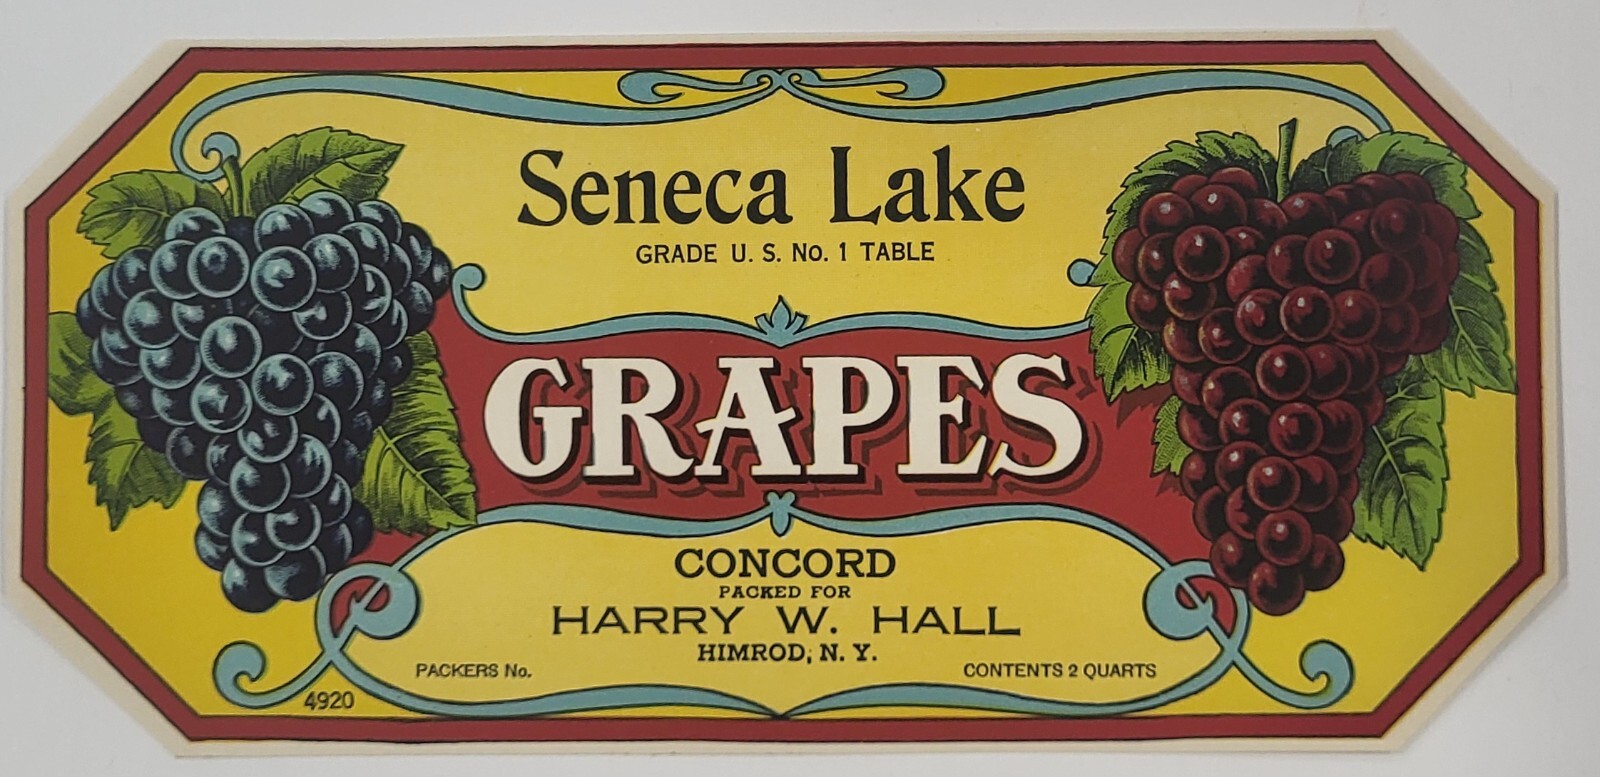 Seneca Lake
GRADE U. S. No. 1 TABLE
GRAPES
CONCORD
PACKED FOR
HARRY W. HALL
HIMROD, N. Y.
PACKERS No.
CONTENTS 2 QUARTS
4920